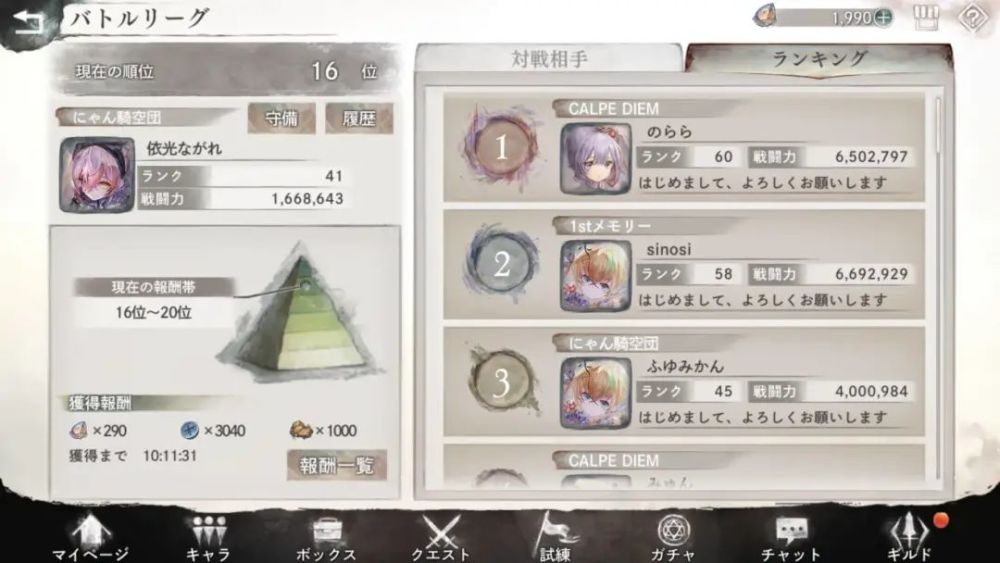 バトルリーグ
1,990
?
現在の順位 16 位
にゃん騎空団
守備
履歴
依光ながれ
ランク 41
戦闘力 1,668,643
現在の報酬帯
16位~20位
獲得報酬
×290 ×3040 ×1000
獲得まで 10:11:31
報酬一覧
対戦相手
ランキング
CALPE DIEM
1
のらら
ランク 60 戦闘力 6,502,797
はじめまして、よろしくお願いします
1stメモリー
2
sinosi
ランク 58 戦闘力 6,692,929
はじめまして、よろしくお願いします
にゃん騎空団
3
ふゆみかん
ランク 45 戦闘力 4,000,984
はじめまして、よろしくお願いします
CALPE DIEM
マイページ
キャラ
ボックス
クエスト
試練
ガチャ
チャット
ギルド